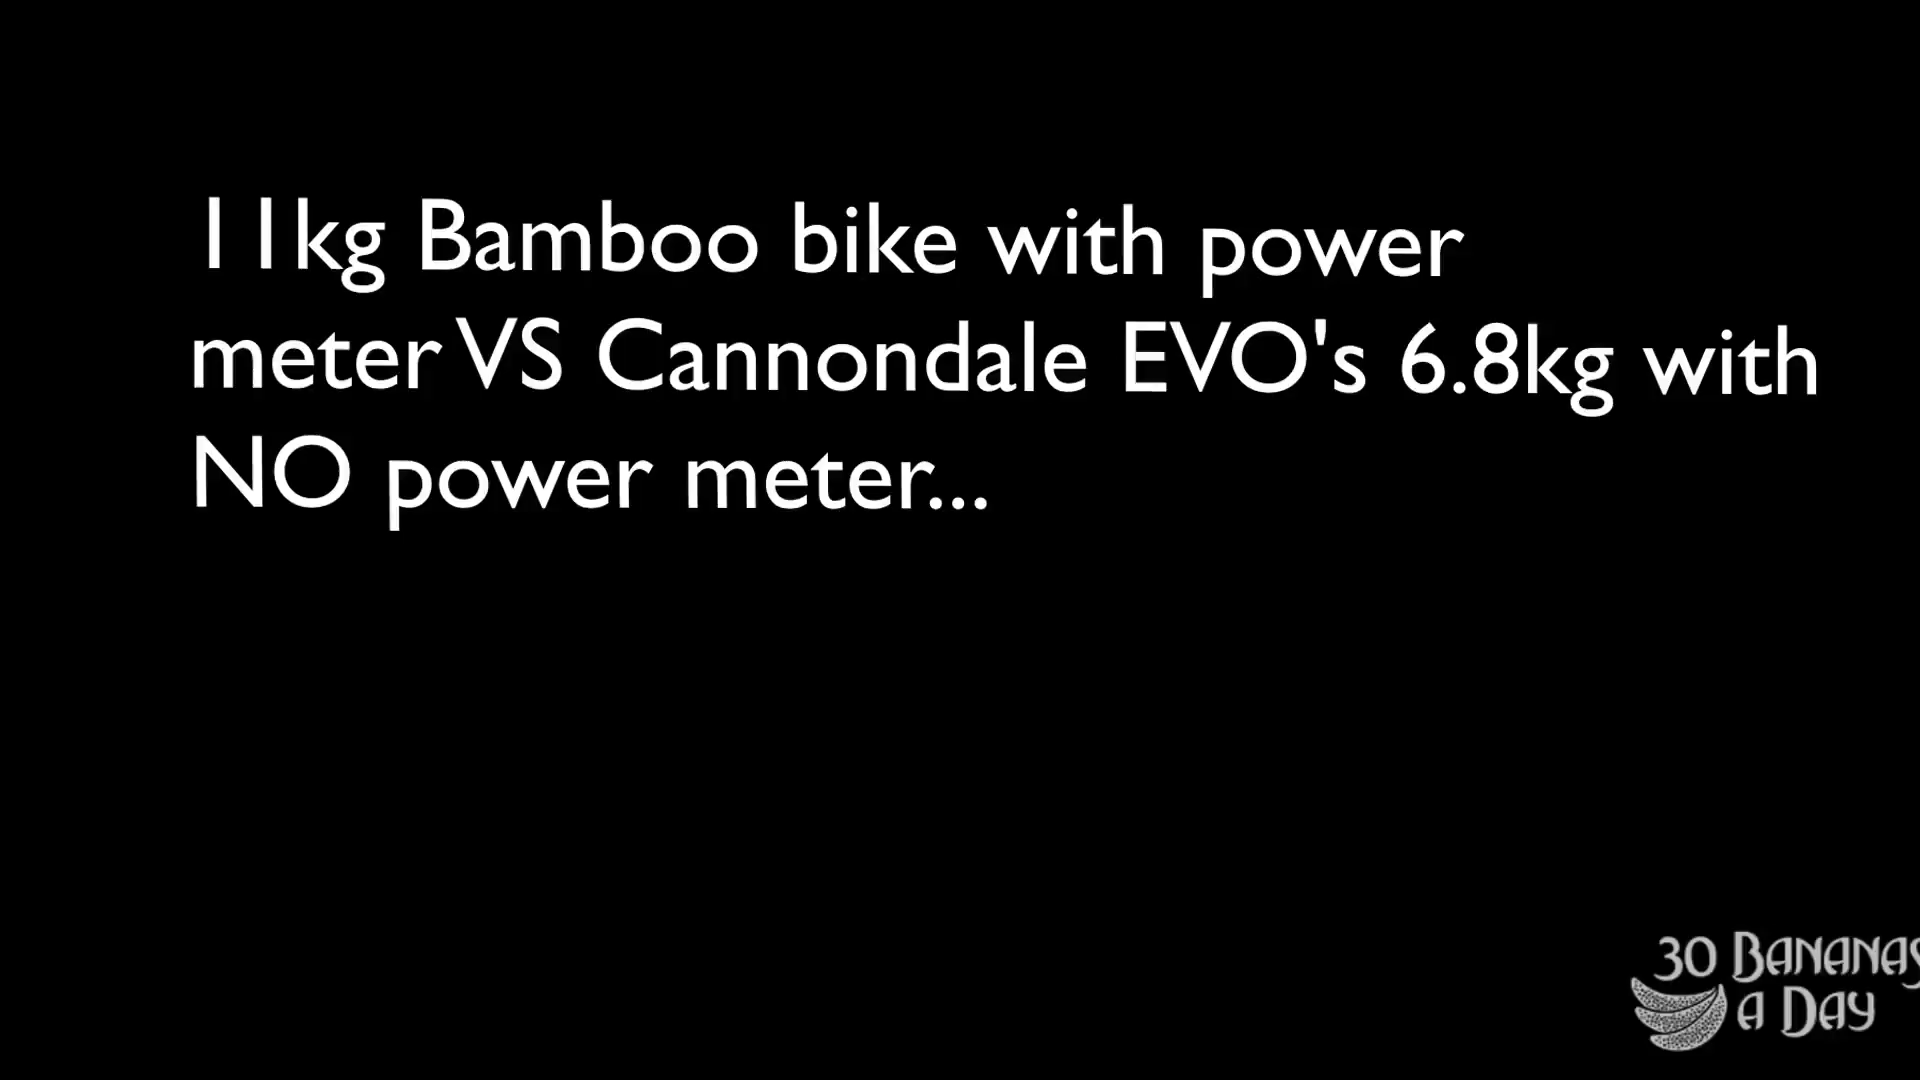 11kg Bamboo bike with power
meter VS Cannondale EVO's 6.8kg with
NO power meter...
30 Bananas
a Day